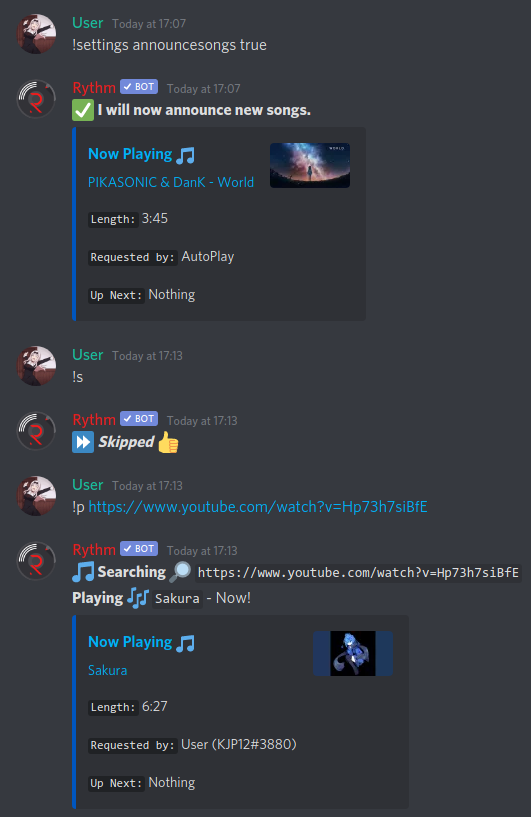 User Today at 17:07
!settings announcesongs true
Rythm BOT Today at 17:07
I will now announce new songs.
Now Playing
WORLD
PIKASONIC & DanK - World
Length: 3:45
Requested by: AutoPlay
Up Next: Nothing
User Today at 17:13
!s
Rythm BOT Today at 17:13
Skipped
User Today at 17:13
!p https://www.youtube.com/watch?v=Hp73h7siBfE
Rythm BOT Today at 17:13
Searching https://www.youtube.com/watch?v=Hp73h7siBfE
Playing Sakura - Now!
Now Playing
Sakura
Length: 6:27
Requested by: User (KJP12#3880)
Up Next: Nothing